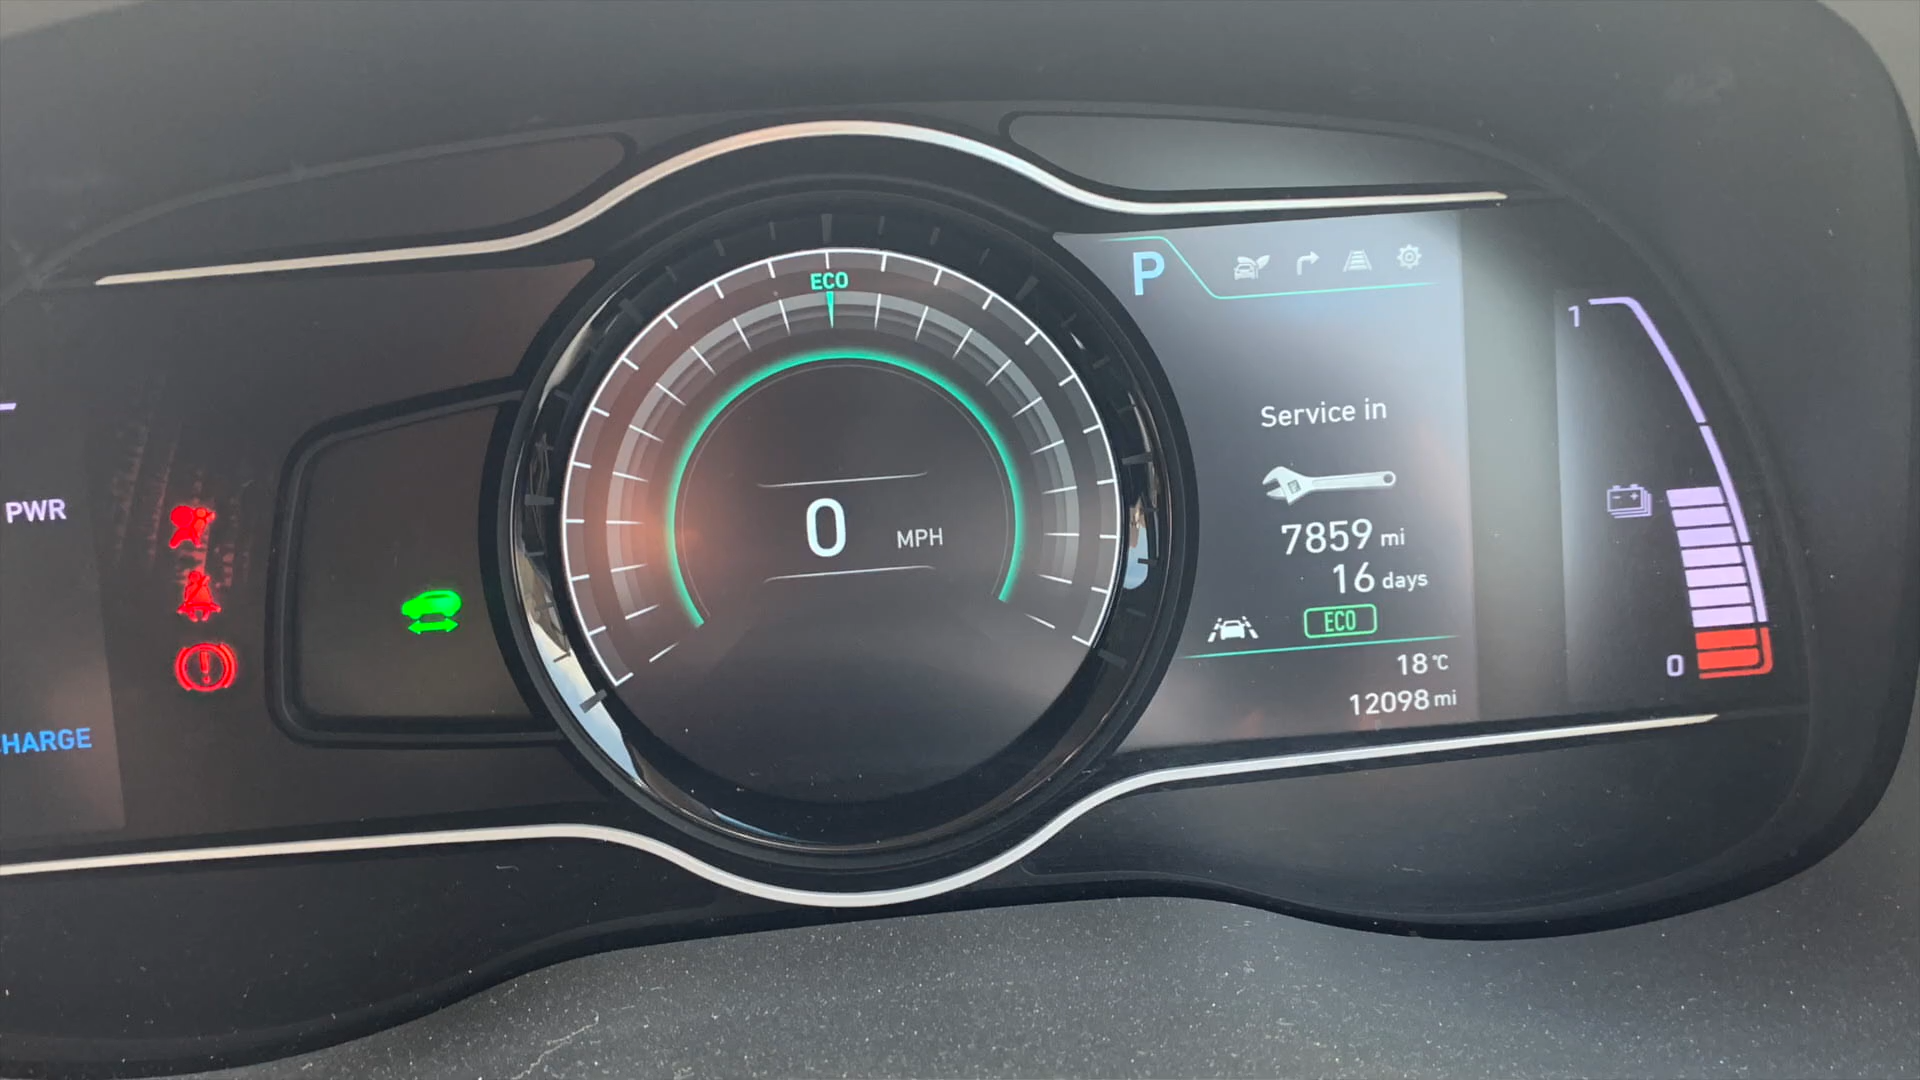 ECO
0 MPH
PWR
HARGE
P
Service in
7859 mi
16 days
ECO
18°C
12098 mi
1
0